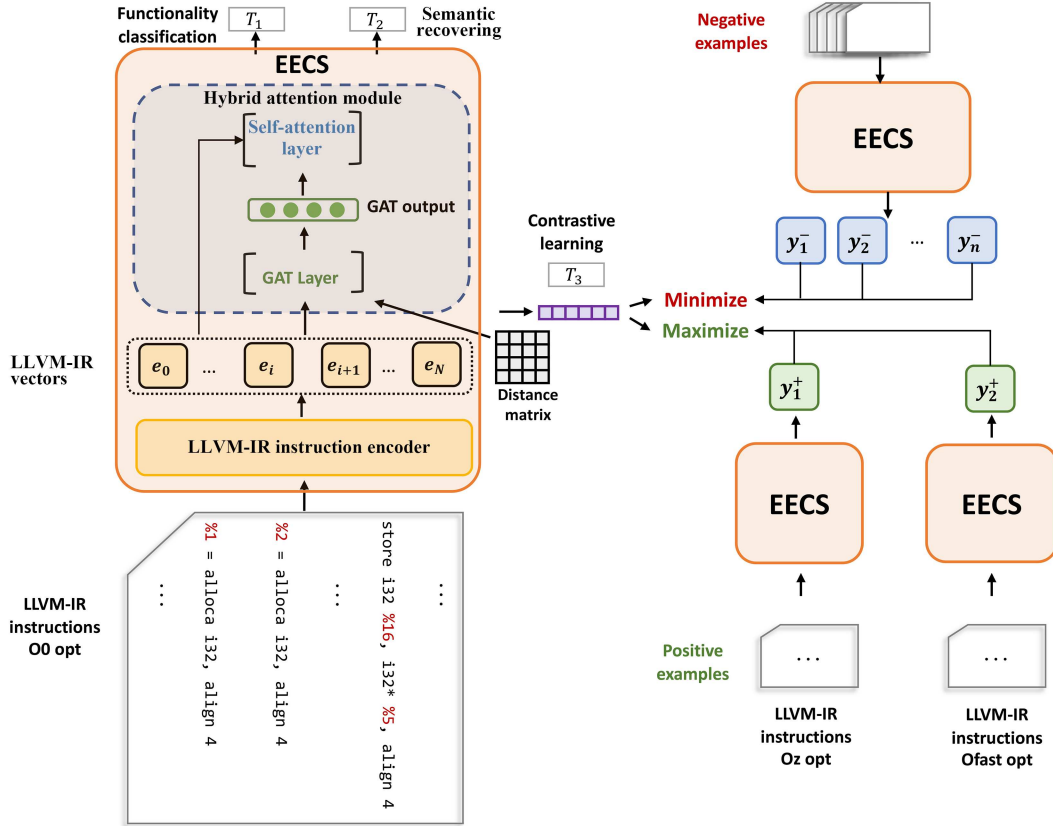 Functionality
classification
T1
T2
Semantic
recovering
EECS
Hybrid attention module
Self-attention
layer
GAT output
GAT Layer
LLVM-IR
vectors
e0
...
ei
ei+1
...
eN
LLVM-IR instruction encoder
Distance
matrix
Contrastive
learning
T3
LLVM-IR
instructions
O0 opt
...
%1 = alloca i32, align 4
%2 = alloca i32, align 4
...
store i32 %16, i32* %5, align 4
...
Negative
examples
EECS
y1−
y2−
...
yn−
Minimize
Maximize
y1+
y2+
EECS
EECS
Positive
examples
...
...
LLVM-IR
instructions
Oz opt
LLVM-IR
instructions
Ofast opt